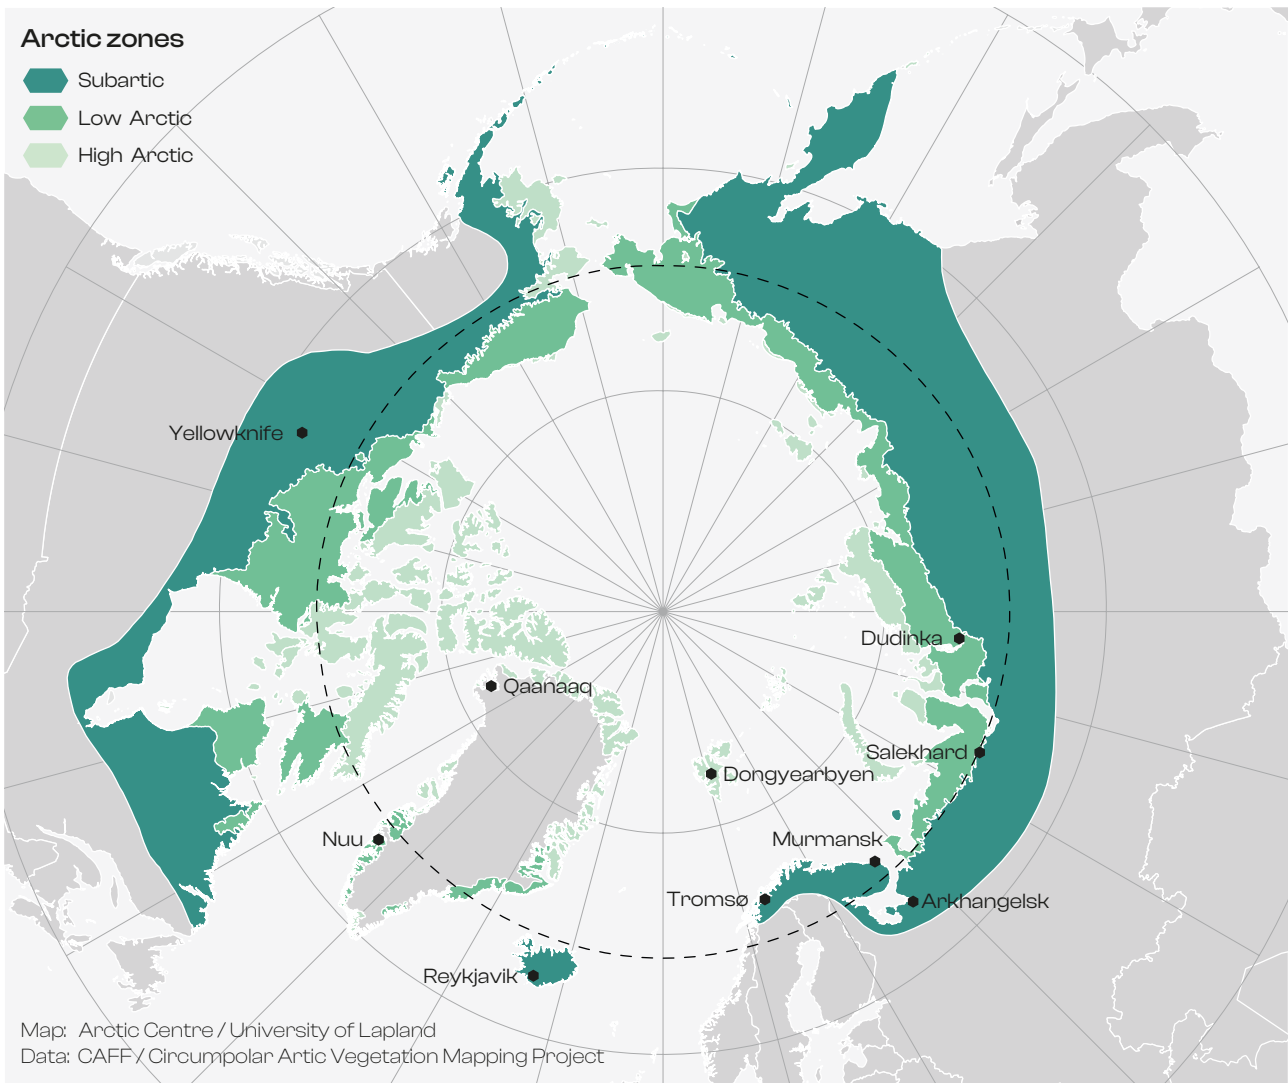 Arctic zones
Subartic
Low Arctic
High Arctic
Yellowknife
Dudinka
Qaanaaq
Salekhard
Dongyearbyen
Nuu
Murmansk
Tromsø
Arkhangelsk
Reykjavik
Map: Arctic Centre / University of Lapland
Data: CAFF / Circumpolar Artic Vegetation Mapping Project